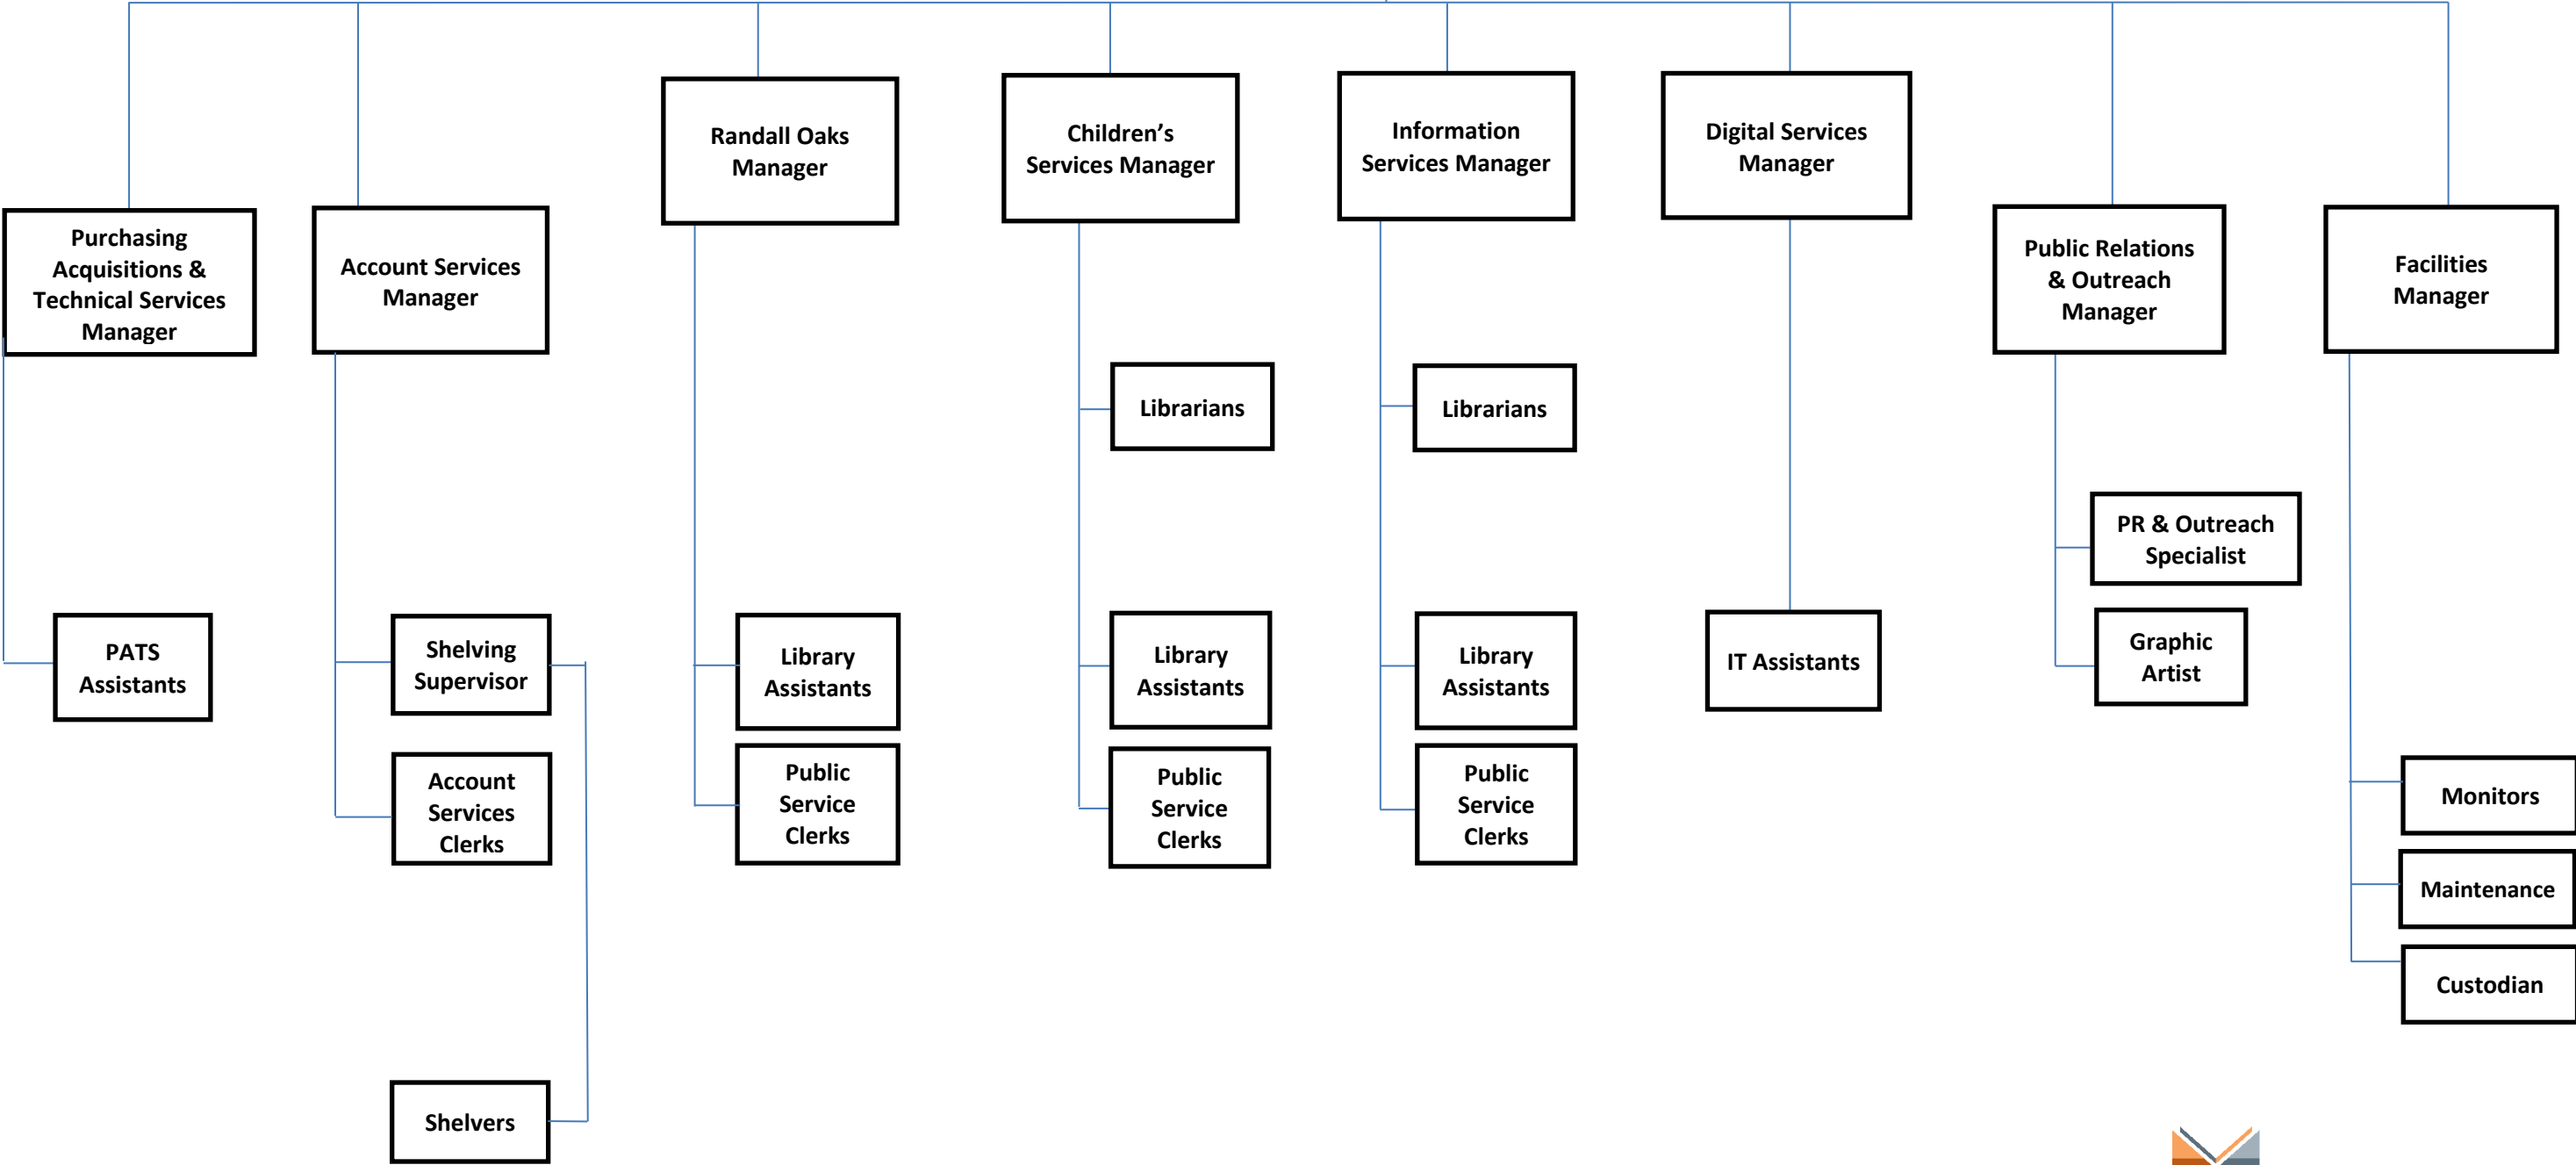 Purchasing
Acquisitions &
Technical Services
Manager
Account Services
Manager
Randall Oaks
Manager
Children’s
Services Manager
Information
Services Manager
Digital Services
Manager
Public Relations
& Outreach
Manager
Facilities
Manager
PATS
Assistants
Shelving
Supervisor
Account
Services
Clerks
Shelvers
Library
Assistants
Public
Service
Clerks
Librarians
Library
Assistants
Public
Service
Clerks
Librarians
Library
Assistants
Public
Service
Clerks
IT Assistants
PR & Outreach
Specialist
Graphic
Artist
Monitors
Maintenance
Custodian